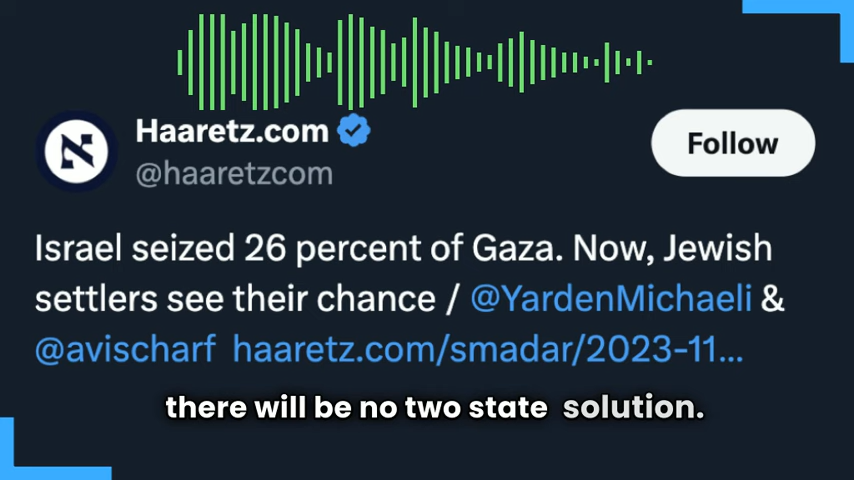 Haaretz.com
Follow
@haaretzcom
Israel seized 26 percent of Gaza. Now, Jewish
settlers see their chance / @YardenMichaeli &
@avischarf haaretz.com/smadar/2023-11...
there will be no two state solution.